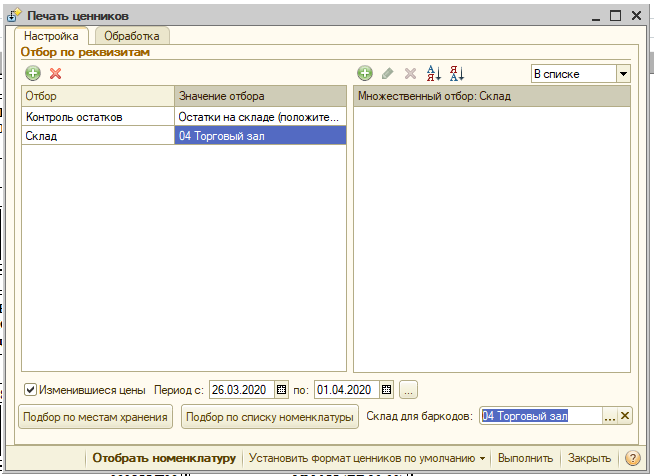 Печать ценников
Настройка Обработка
Отбор по реквизитам
В списке
Отбор Значение отбора
Контроль остатков Остатки на складе (положите...
Склад 04 Торговый зал
Множественный отбор: Склад
Изменившиеся цены Период с: 26.03.2020 по: 01.04.2020 ...
Подбор по местам хранения Подбор по списку номенклатуры Склад для баркодов: 04 Торговый зал ...
Отобрать номенклатуру Установить формат ценников по умолчанию Выполнить Закрыть ?